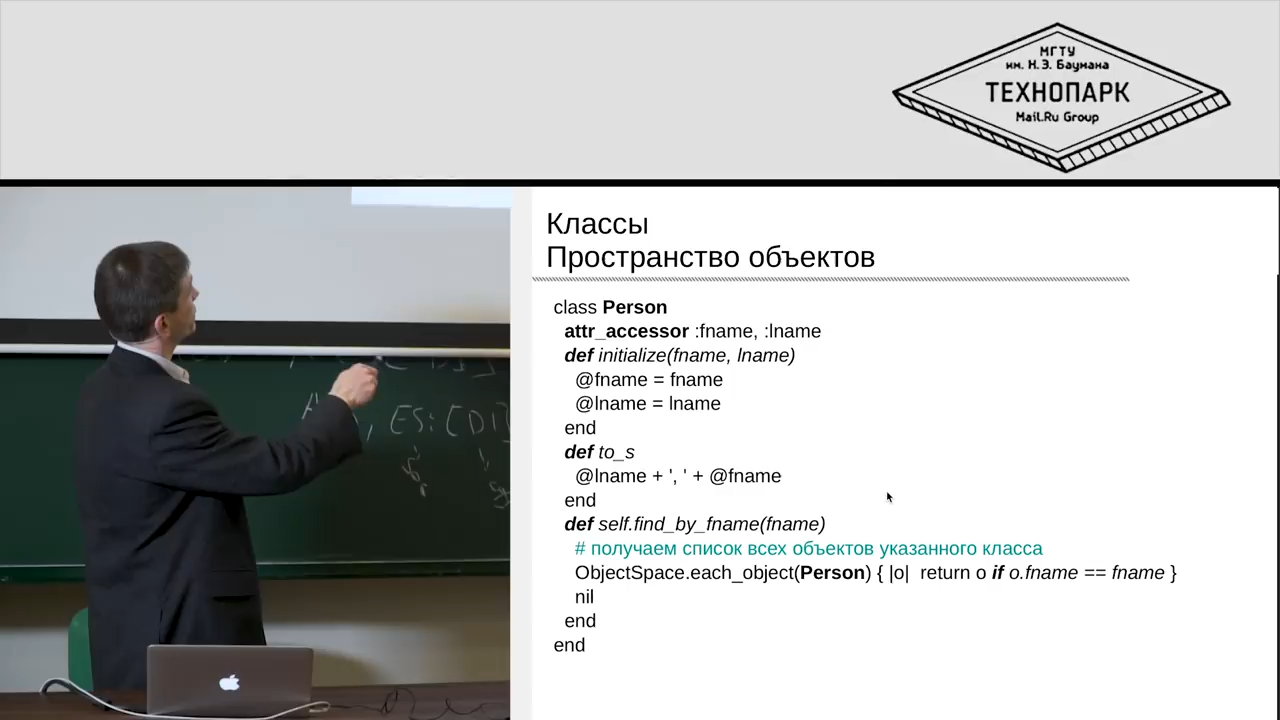 МГТУ
им. Н.Э. Баумана
ТЕХНОПАРК
Mail.Ru Group
Классы
Пространство объектов
class Person
attr_accessor :fname, :lname
def initialize(fname, lname)
@fname = fname
@lname = lname
end
def to_s
@lname + ', ' + @fname
end
def self.find_by_fname(fname)
# получаем список всех объектов указанного класса
ObjectSpace.each_object(Person) { |o| return o if o.fname == fname }
nil
end
end
ES: [D1]